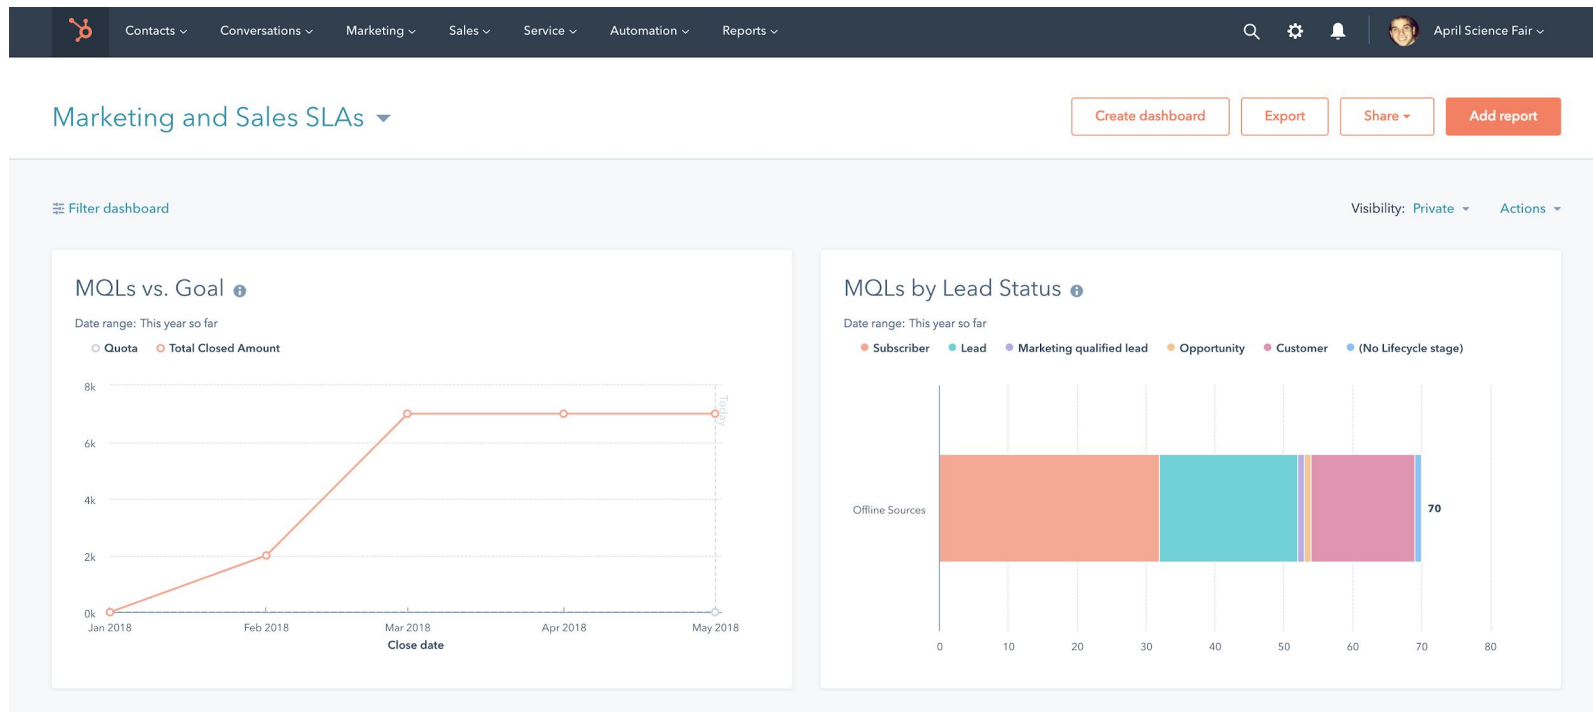 Contacts Conversations Marketing Sales Service Automation Reports April Science Fair
Marketing and Sales SLAs Create dashboard Export Share Add report
Filter dashboard Visibility: Private Actions
MQLs vs. Goal
Date range: This year so far
Quota Total Closed Amount
8k
6k
4k
2k
0k
Jan 2018 Feb 2018 Mar 2018 Apr 2018 May 2018
Close date
Today
MQLs by Lead Status
Date range: This year so far
Subscriber Lead Marketing qualified lead Opportunity Customer (No Lifecycle stage)
Offline Sources 70
0 10 20 30 40 50 60 70 80